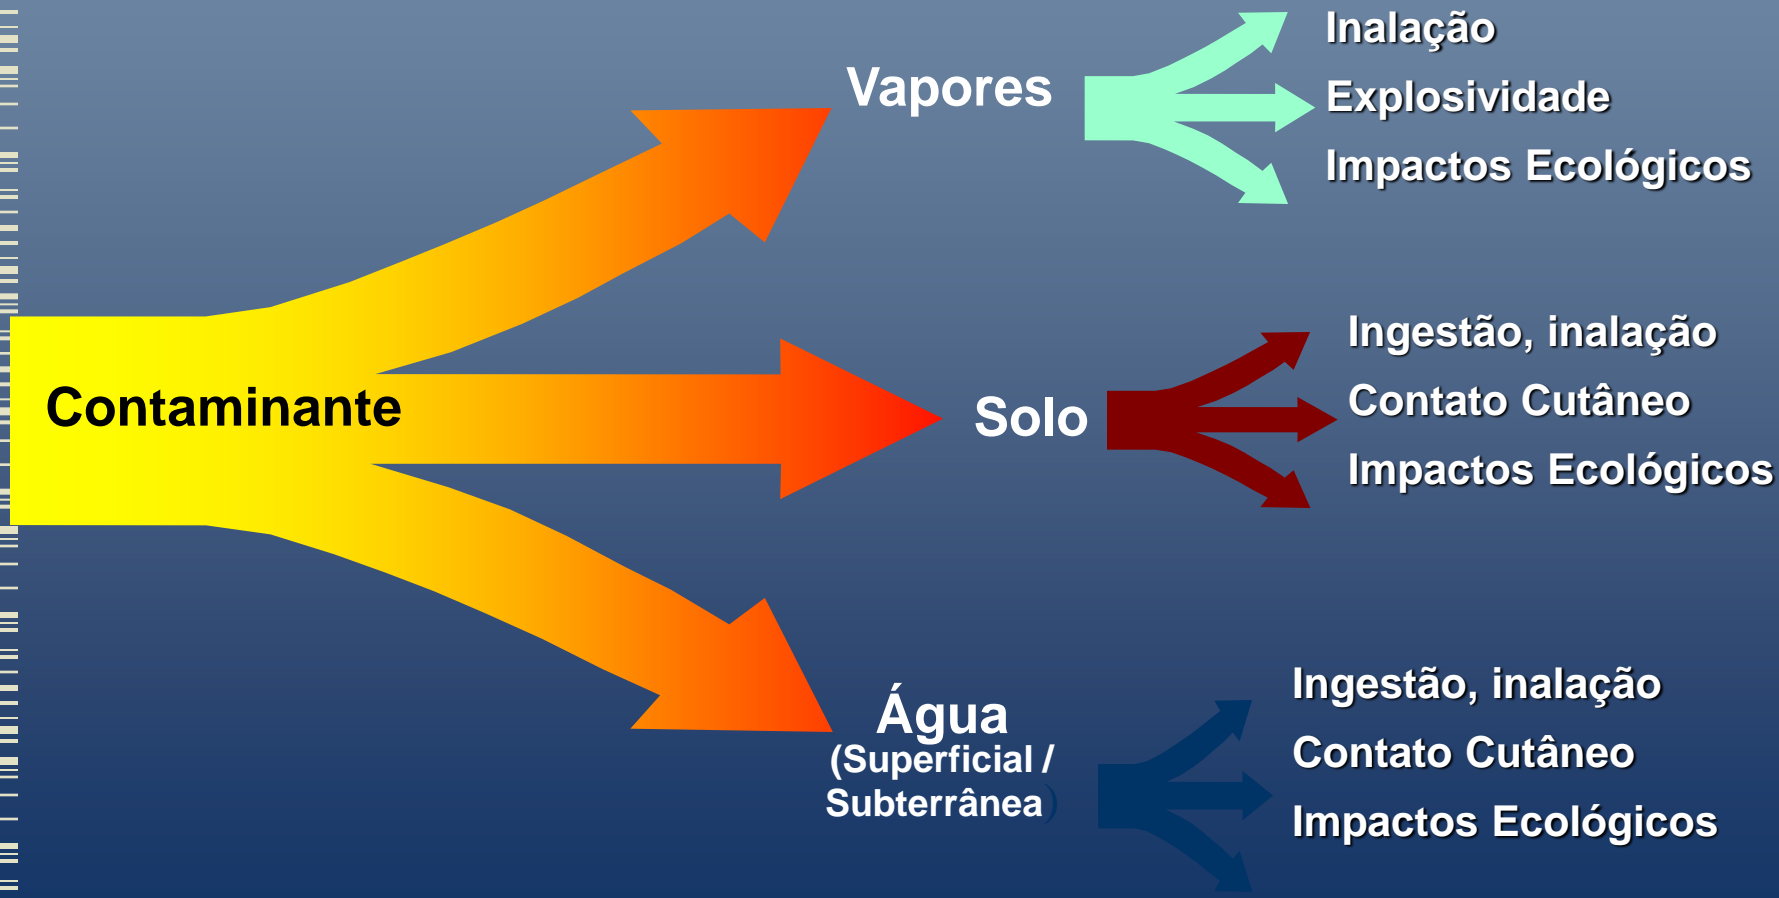 Contaminante
Vapores
Inalação
Explosividade
Impactos Ecológicos
Solo
Ingestão, inalação
Contato Cutâneo
Impactos Ecológicos
Água
(Superficial /
Subterrânea)
Ingestão, inalação
Contato Cutâneo
Impactos Ecológicos